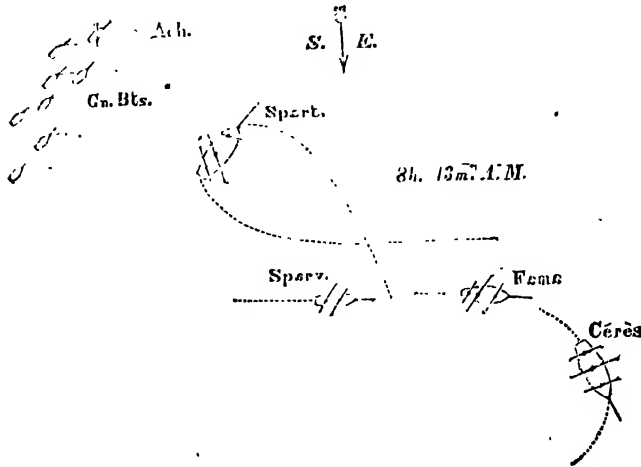 Ach.
S. E.
Gn. Bts.
Spart.
8h. 13m. A. M.
Sparv.
Fama
Cérès